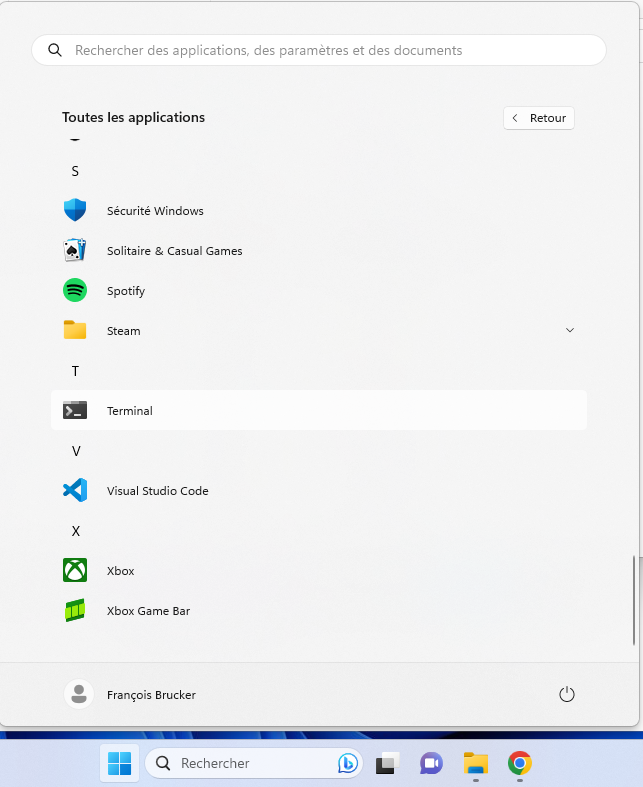 Rechercher des applications, des paramètres et des documents
Toutes les applications
Retour
S
Sécurité Windows
Solitaire & Casual Games
Spotify
Steam
T
Terminal
V
Visual Studio Code
X
Xbox
Xbox Game Bar
François Brucker
Rechercher